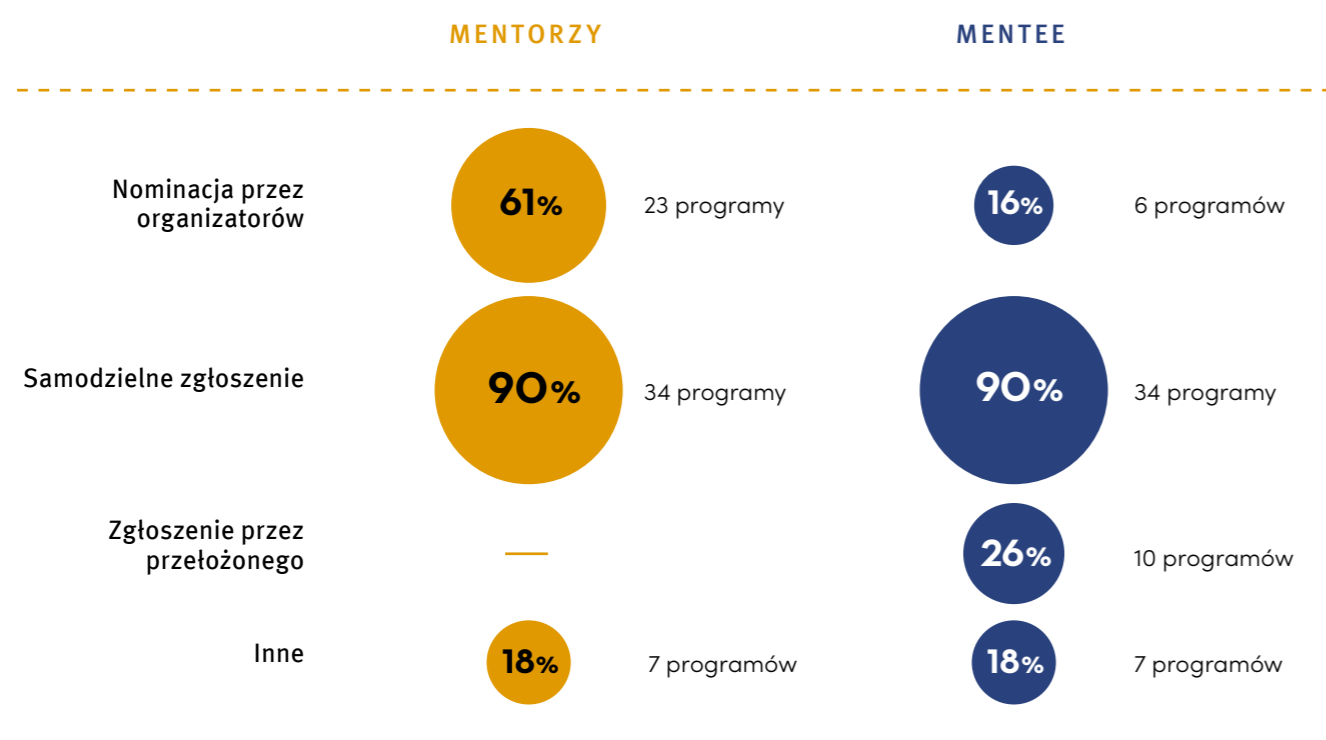 MENTORZY MENTEE
Nominacja przez
organizatorów
61% 23 programy 16% 6 programów
Samodzielne zgłoszenie 90% 34 programy 90% 34 programy
Zgłoszenie przez
przełożonego
— 26% 10 programów
Inne 18% 7 programów 18% 7 programów